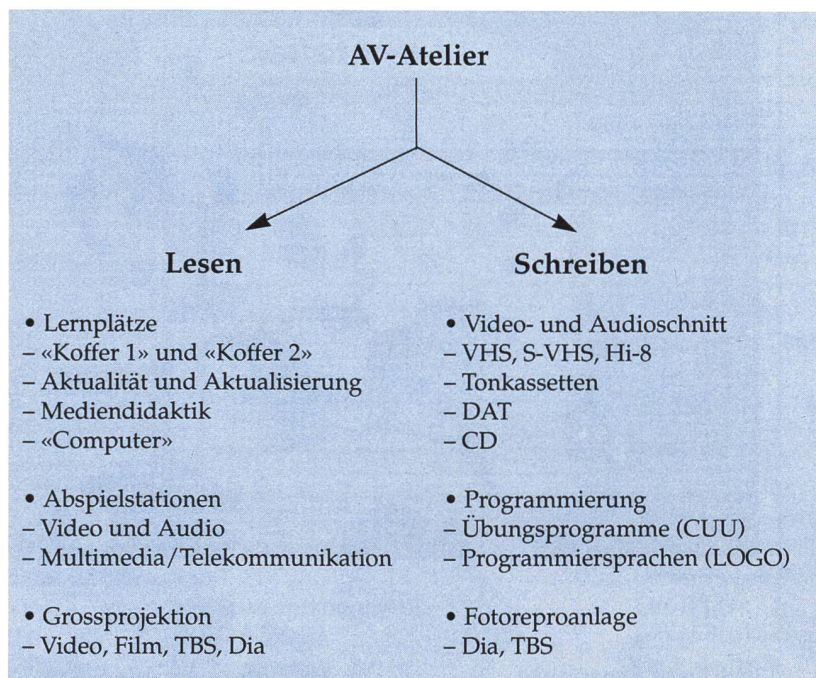 AV-Atelier
Lesen
• Lernplätze
– «Koffer 1» und «Koffer 2»
– Aktualität und Aktualisierung
– Mediendidaktik
– «Computer»
• Abspielstationen
– Video und Audio
– Multimedia/Telekommunikation
• Grossprojektion
– Video, Film, TBS, Dia
Schreiben
• Video- und Audioschnitt
– VHS, S-VHS, Hi-8
– Tonkassetten
– DAT
– CD
• Programmierung
– Übungsprogramme (CUU)
– Programmiersprachen (LOGO)
• Fotoreproanlage
– Dia, TBS